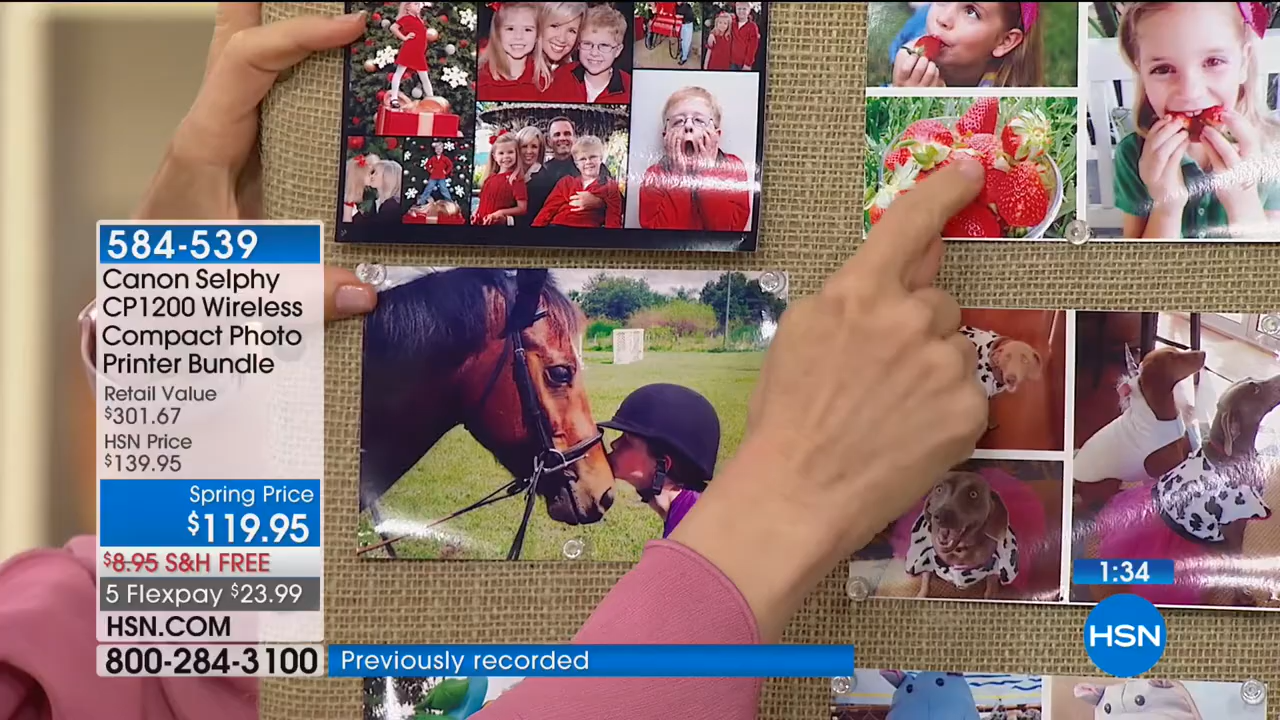 584-539
Canon Selphy
CP1200 Wireless
Compact Photo
Printer Bundle
Retail Value
$301.67
HSN Price
$139.95
Spring Price
$119.95
$8.95 S&H FREE
5 Flexpay $23.99
HSN.COM
800-284-3100
Previously recorded
1:34
HSN